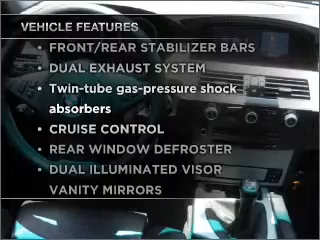 VEHICLE FEATURES
• FRONT/REAR STABILIZER BARS
• DUAL EXHAUST SYSTEM
• Twin-tube gas-pressure shock
absorbers
• CRUISE CONTROL
• REAR WINDOW DEFROSTER
• DUAL ILLUMINATED VISOR
VANITY MIRRORS